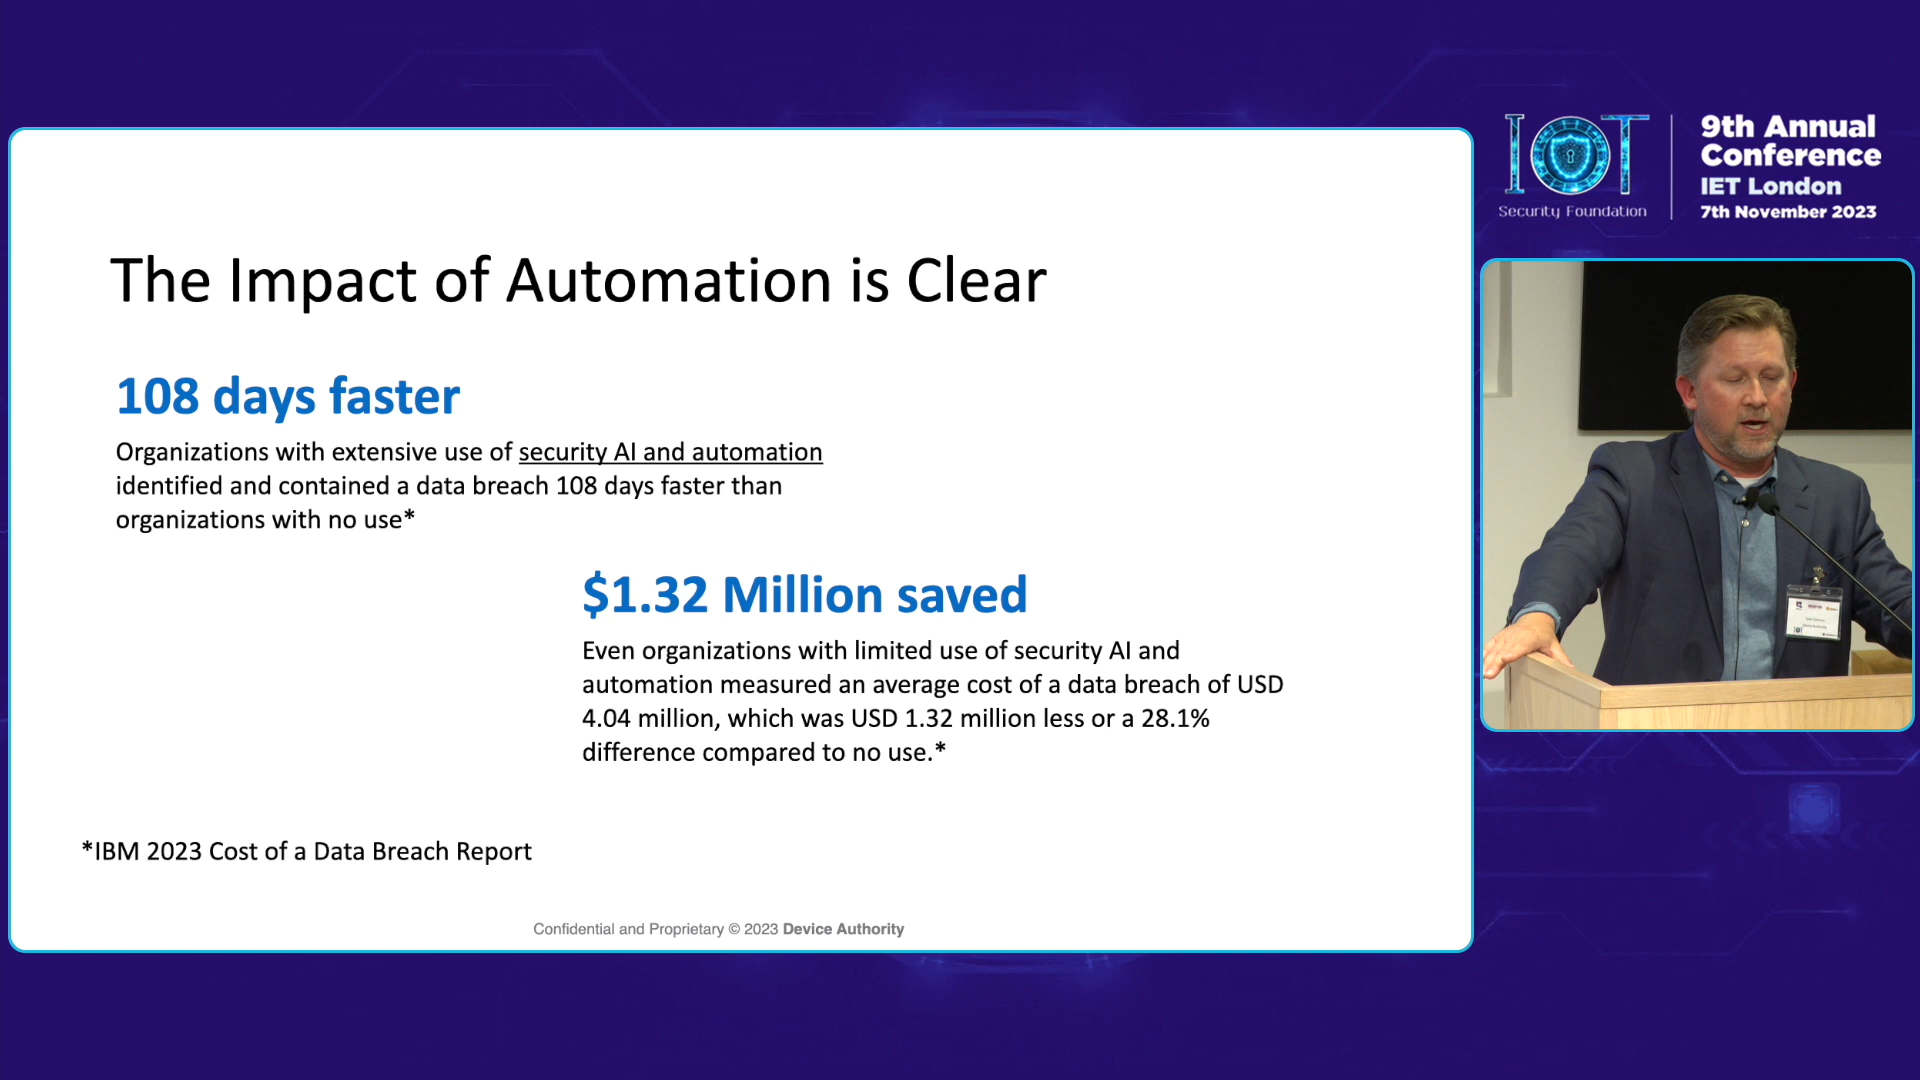 IOT
Security Foundation
9th Annual
Conference
IET London
7th November 2023
The Impact of Automation is Clear
108 days faster
Organizations with extensive use of security AI and automation
identified and contained a data breach 108 days faster than
organizations with no use*
$1.32 Million saved
Even organizations with limited use of security AI and
automation measured an average cost of a data breach of USD
4.04 million, which was USD 1.32 million less or a 28.1%
difference compared to no use.*
*IBM 2023 Cost of a Data Breach Report
Confidential and Proprietary © 2023 Device Authority